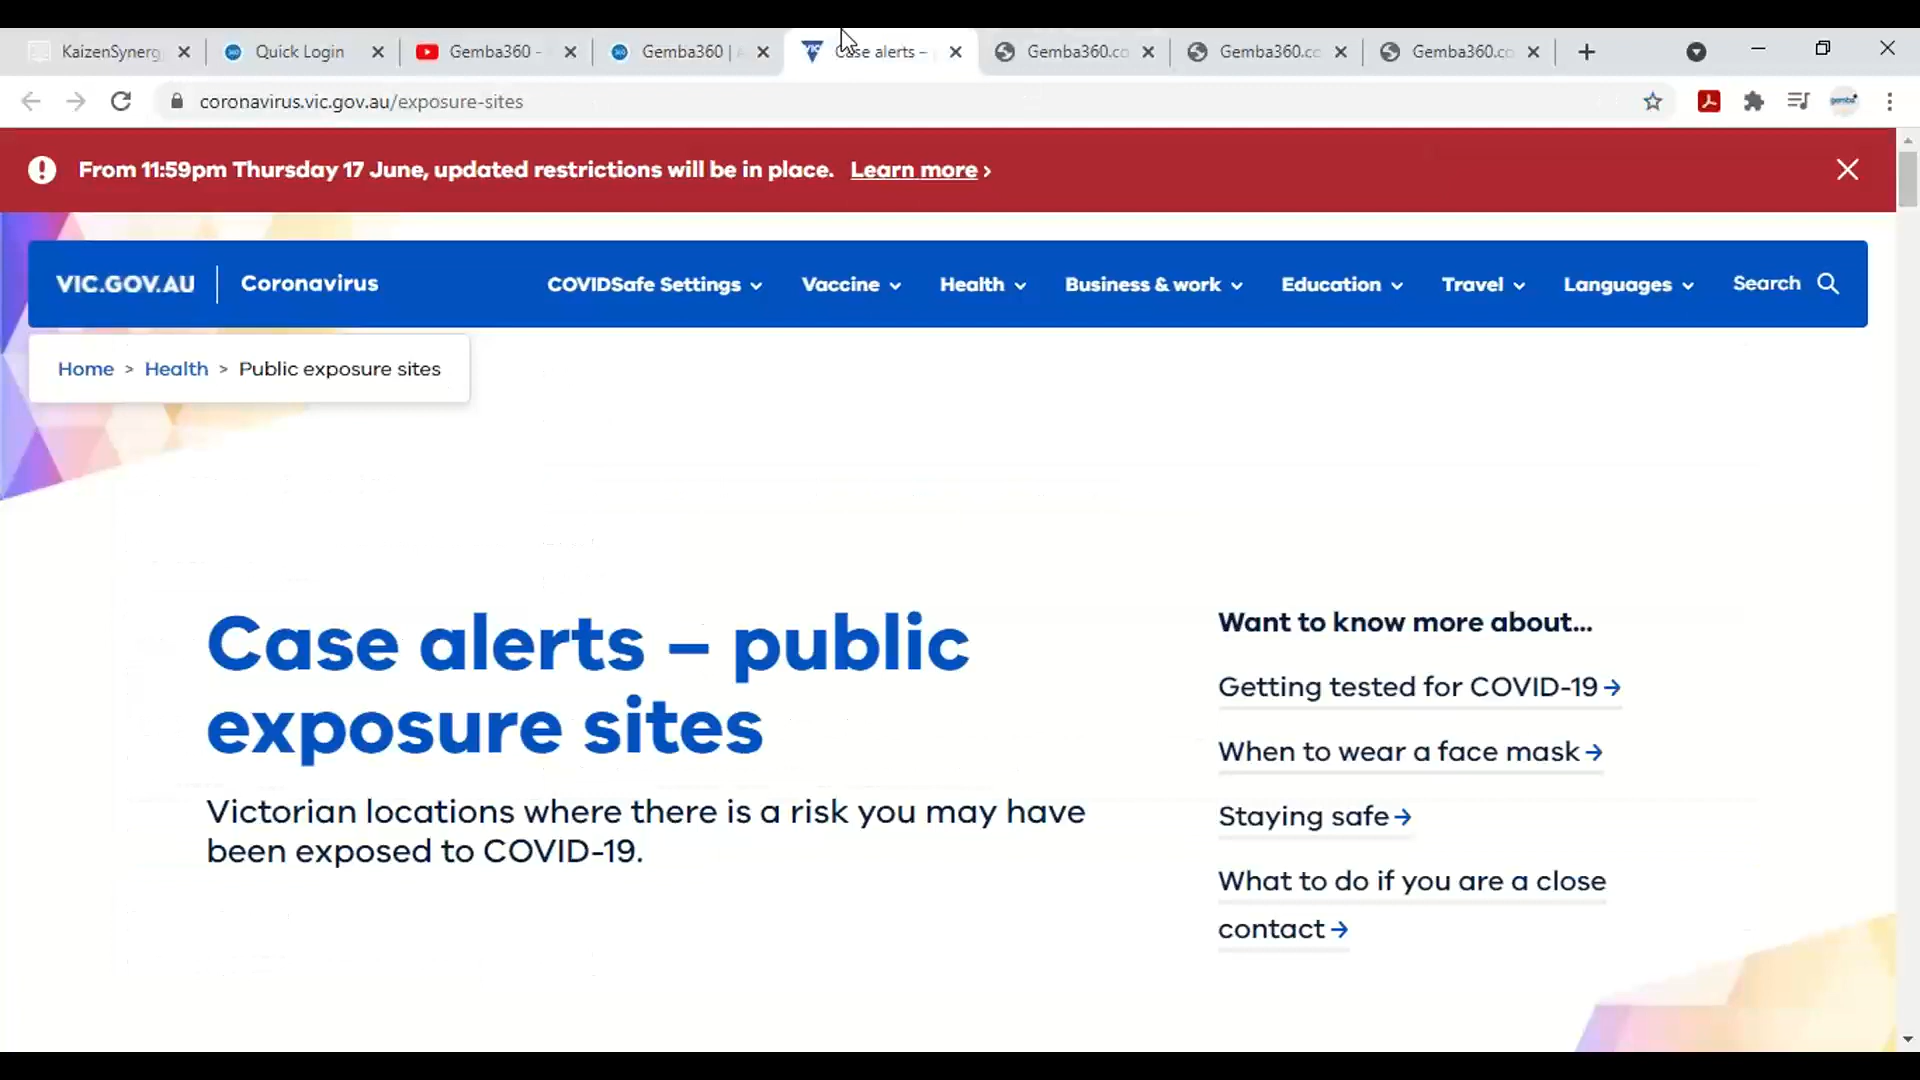 KaizenSynerg
Quick Login
Gemba360 -
Gemba360 |
Case alerts –
Gemba360.co
Gemba360.co
Gemba360.co
coronavirus.vic.gov.au/exposure-sites
From 11:59pm Thursday 17 June, updated restrictions will be in place. Learn more ›
VIC.GOV.AU
Coronavirus
COVIDSafe Settings
Vaccine
Health
Business & work
Education
Travel
Languages
Search
Home > Health > Public exposure sites
Case alerts – public
exposure sites
Victorian locations where there is a risk you may have
been exposed to COVID-19.
Want to know more about...
Getting tested for COVID-19
When to wear a face mask
Staying safe
What to do if you are a close
contact